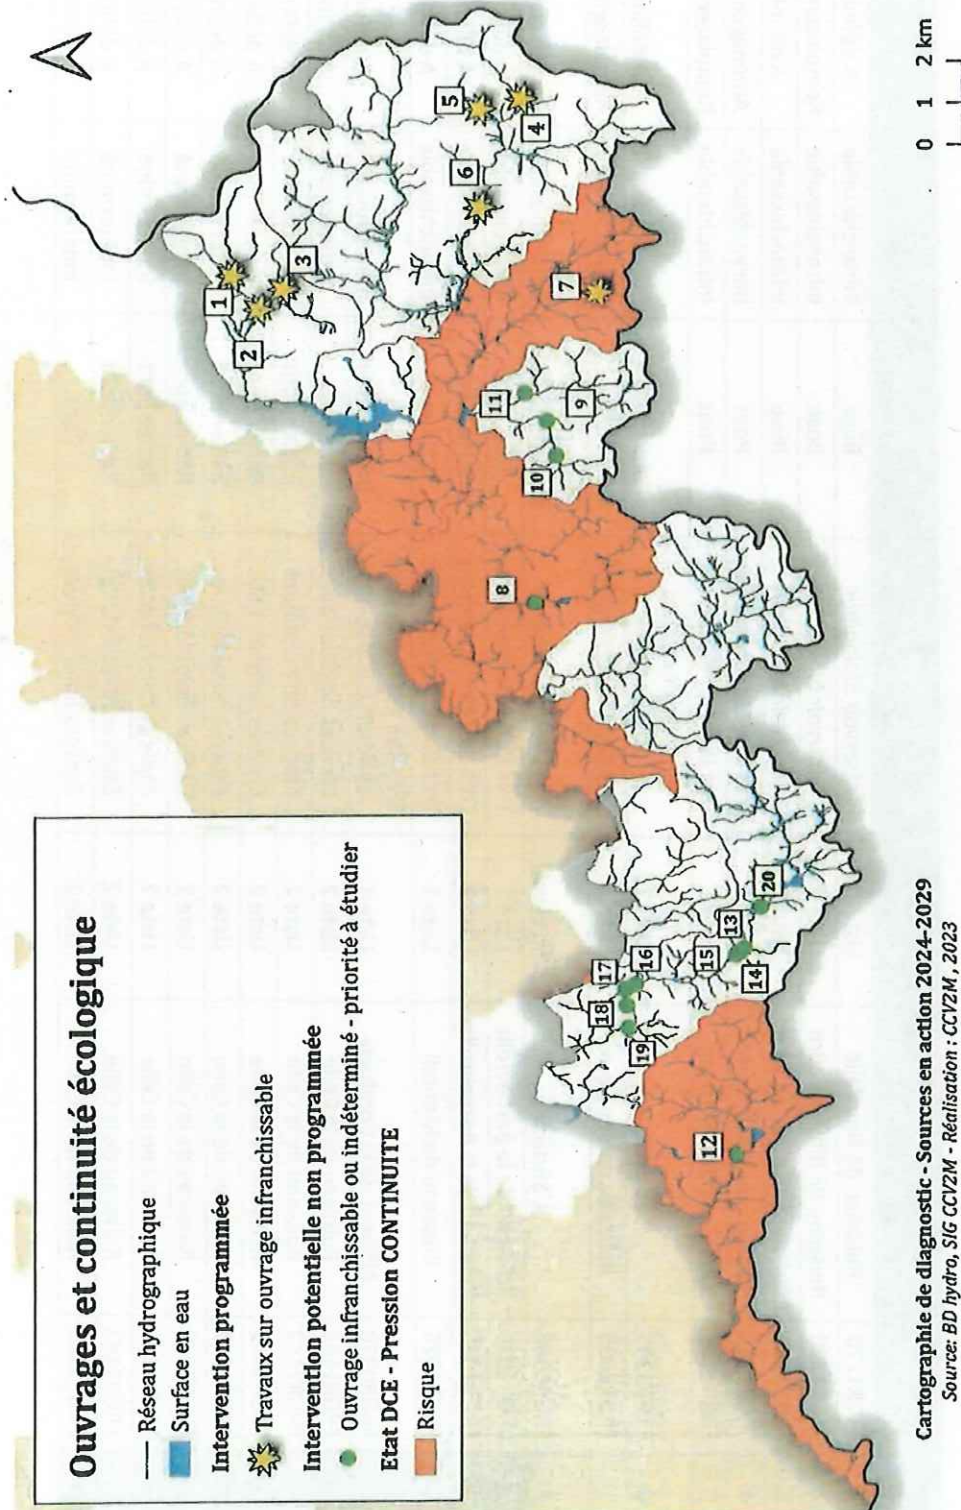 Ouvrages et continuité écologique
Réseau hydrographique
Surface en eau
Intervention programmée
Travaux sur ouvrage infranchissable
Intervention potentielle non programmée
Ouvrage infranchissable ou indéterminé - priorité à étudier
Etat DCE - Pression CONTINUITE
Risque
1
2
3
4
5
6
7
8
9
10
11
12
13
14
15
16
17
18
19
20
0 1 2 km
Cartographie de diagnostic - Sources en action 2024-2029
Source: BD hydro, SIG CCV2M - Réalisation : CCV2M , 2023